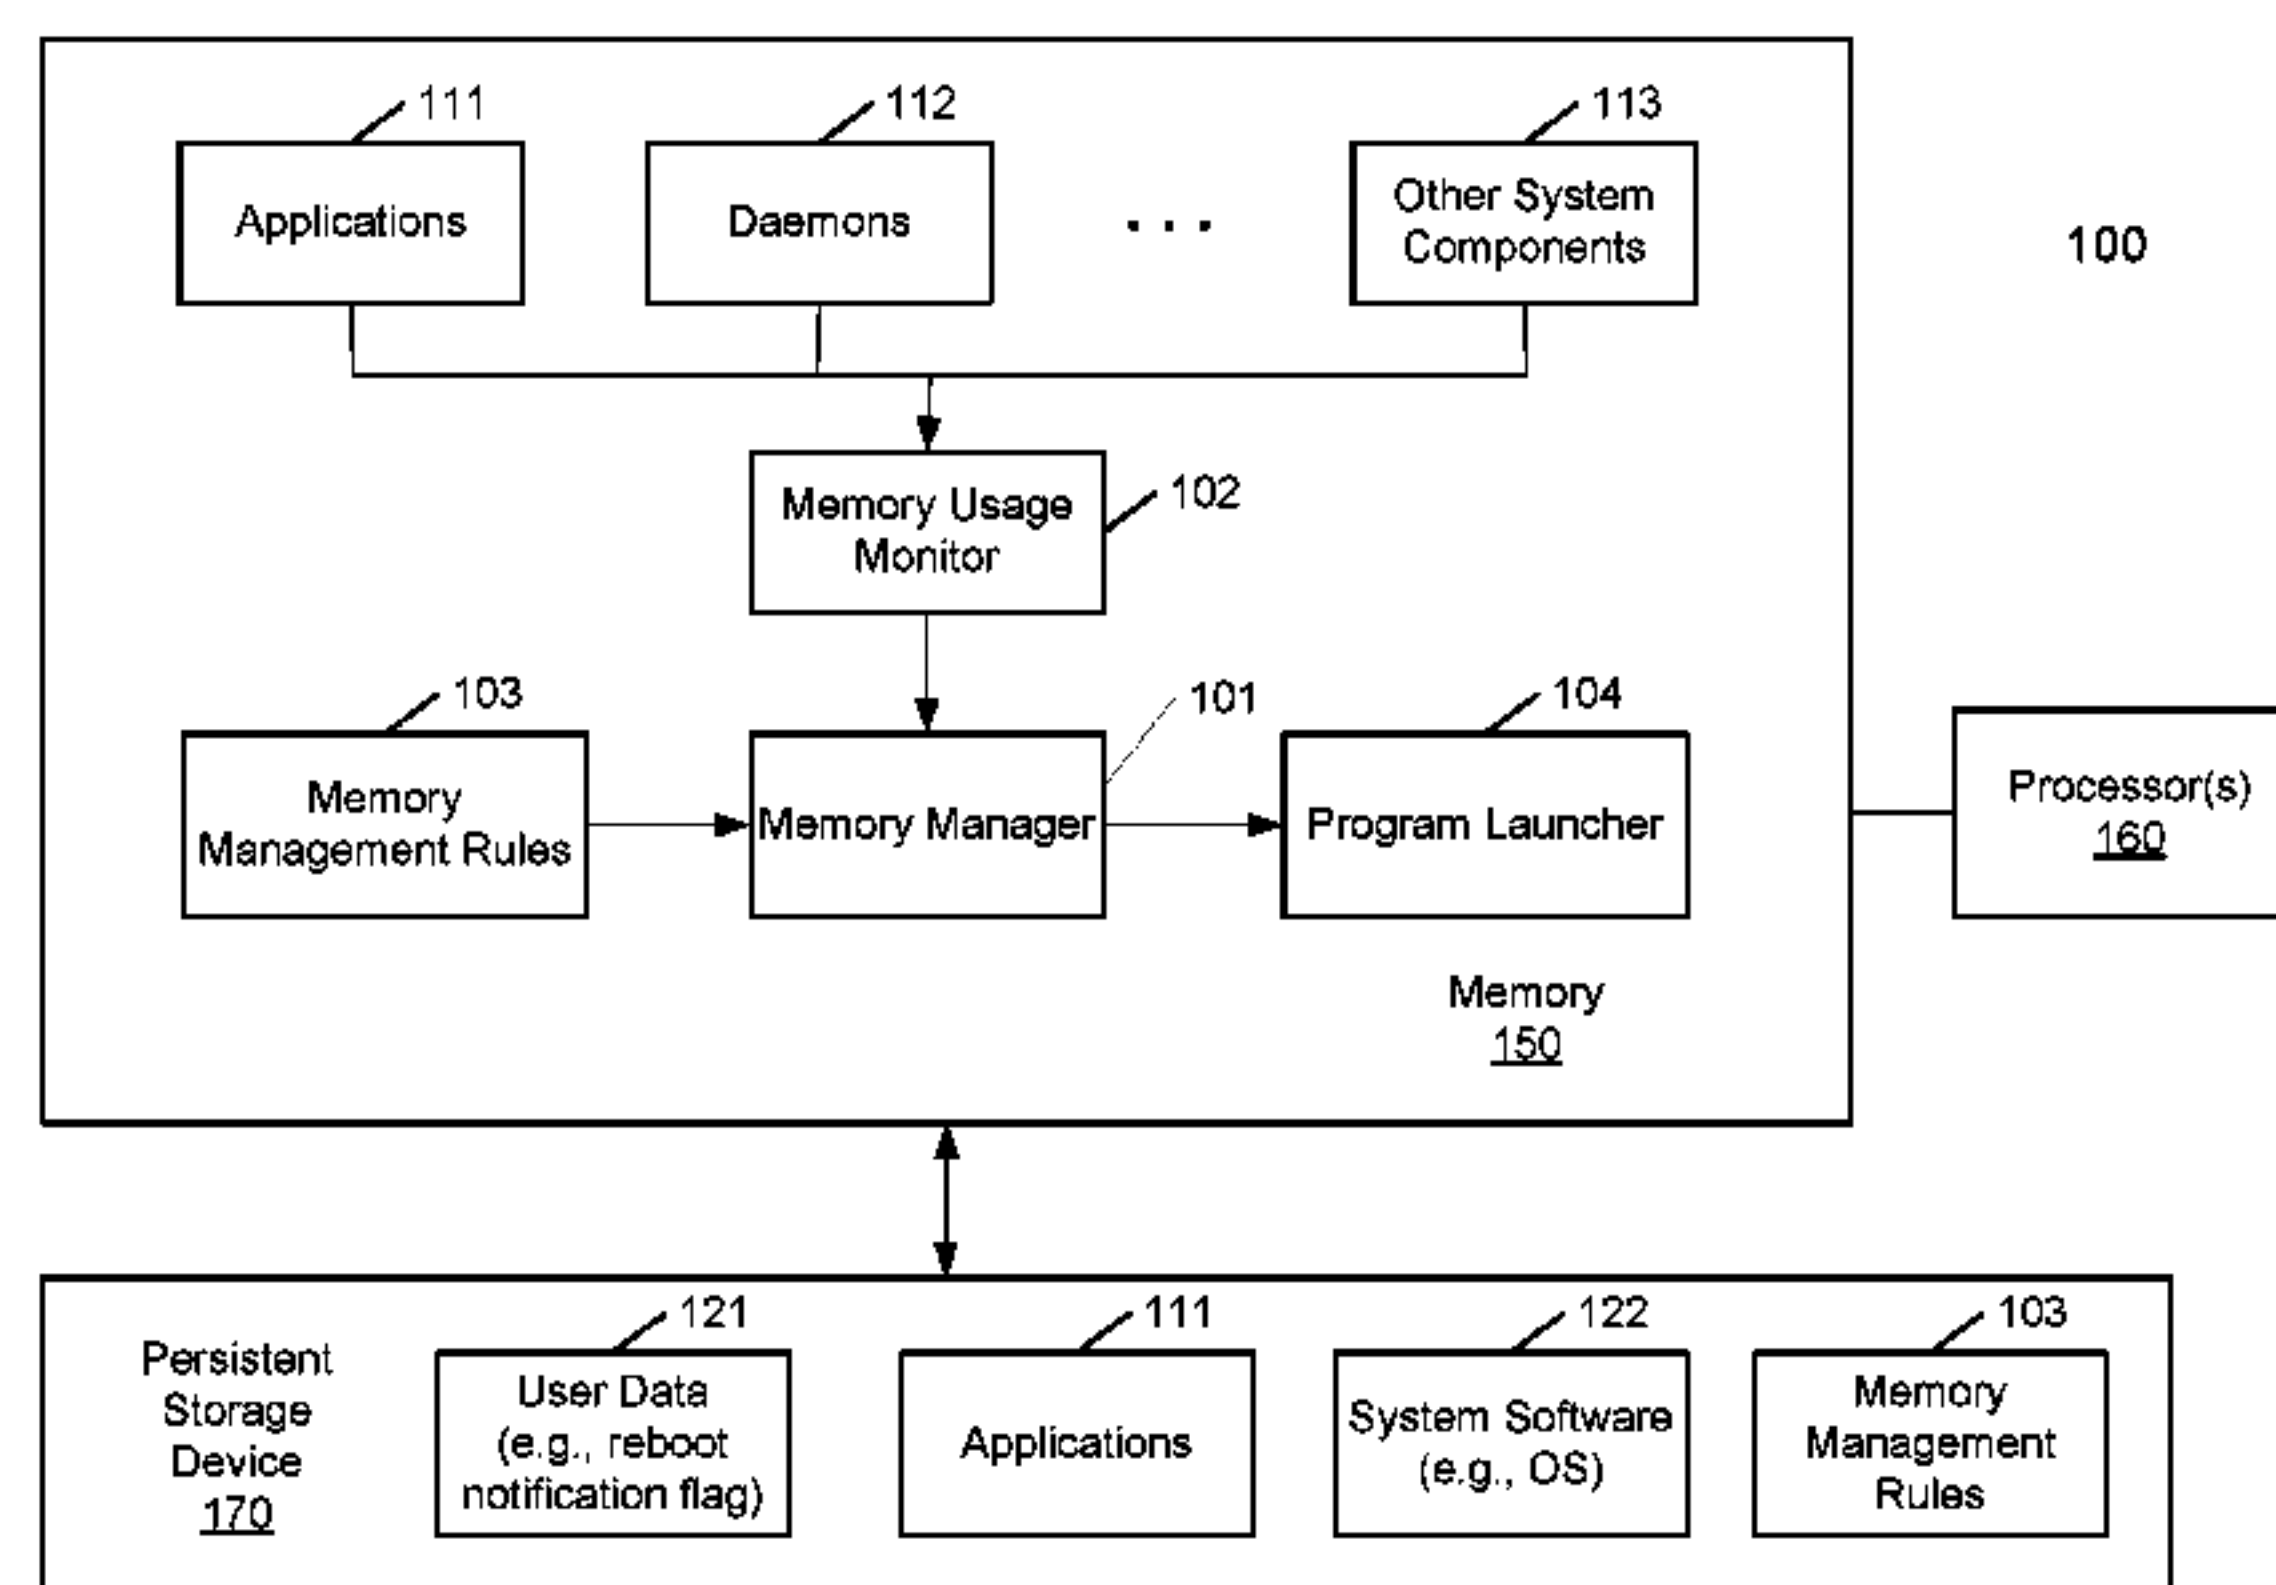 111
112
113
Applications
Daemons
. . .
Other System
Components
100
Memory Usage
Monitor
102
103
101
104
Memory
Management Rules
Memory Manager
Program Launcher
Processor(s)
160
Memory
150
121
111
122
103
Persistent
Storage
Device
170
User Data
(e.g., reboot
notification flag)
Applications
System Software
(e.g., OS)
Memory
Management
Rules